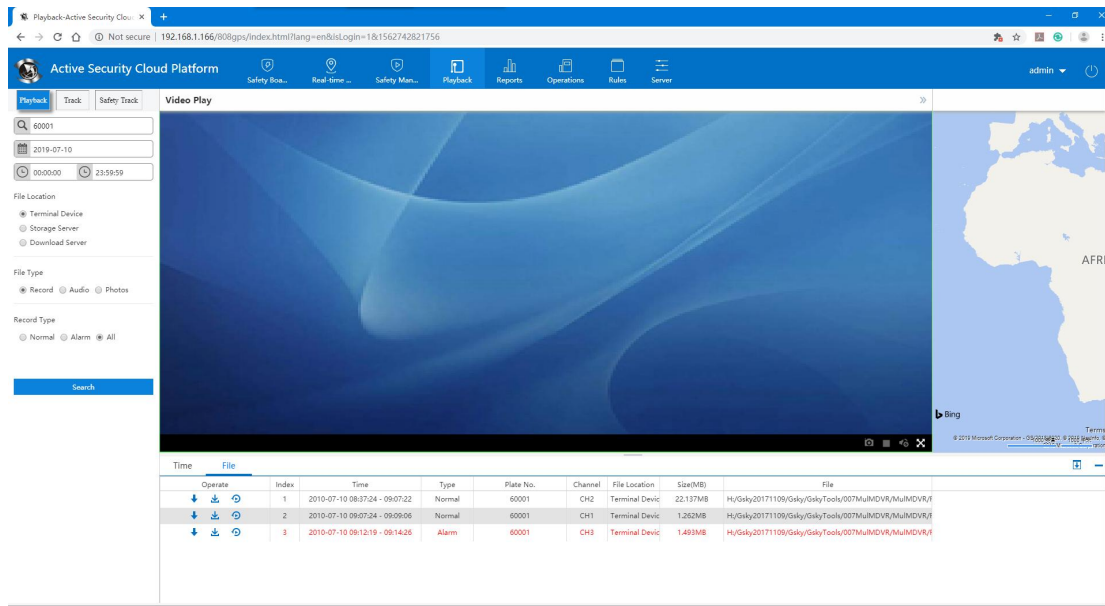 Playback-Active Security Clou
Not secure | 192.168.1.166/808gps/index.html?lang=en&IsLogin=1&1562742821756
Active Security Cloud Platform
Safety Boa... Real-time ... Safety Man... Playback Reports Operations Rules Server
admin
Playback Track Safety Track
Video Play
60001
2019-07-10
00:00:00 23:59:59
File Location
Terminal Device
Storage Server
Download Server
File Type
Record Audio Photos
Record Type
Normal Alarm All
Search
AFRI
Bing
Terms
© 2019 Microsoft Corporation
Time File
Operate Index Time Type Plate No. Channel File Location Size(MB) File
1 2010-07-10 08:37:24 - 09:07:22 Normal 60001 CH2 Terminal Devic 22.137MB H:/Gsky20171109/Gsky/GskyTools/007MulMDVR/MulMDVR/
2 2010-07-10 09:07:24 - 09:09:06 Normal 60001 CH1 Terminal Devic 1.262MB H:/Gsky20171109/Gsky/GskyTools/007MulMDVR/MulMDVR/
3 2010-07-10 09:12:19 - 09:14:26 Alarm 60001 CH3 Terminal Devic 1.493MB H:/Gsky20171109/Gsky/GskyTools/007MulMDVR/MulMDVR/